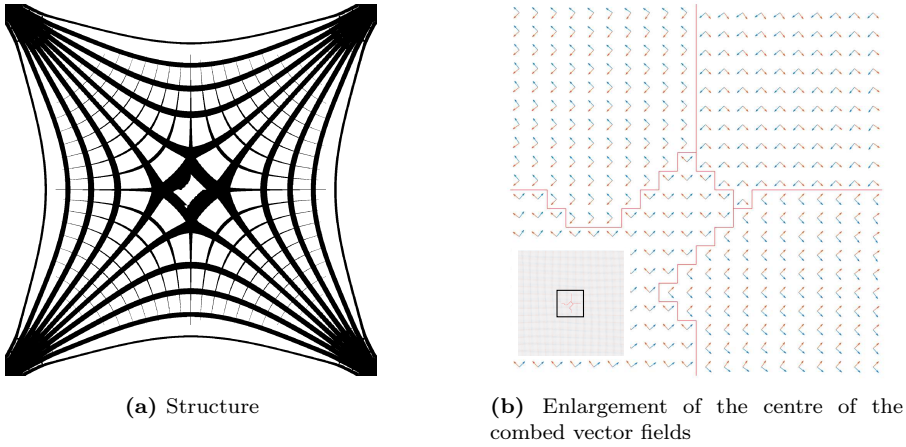 (a) Structure
(b) Enlargement of the centre of the
combed vector fields